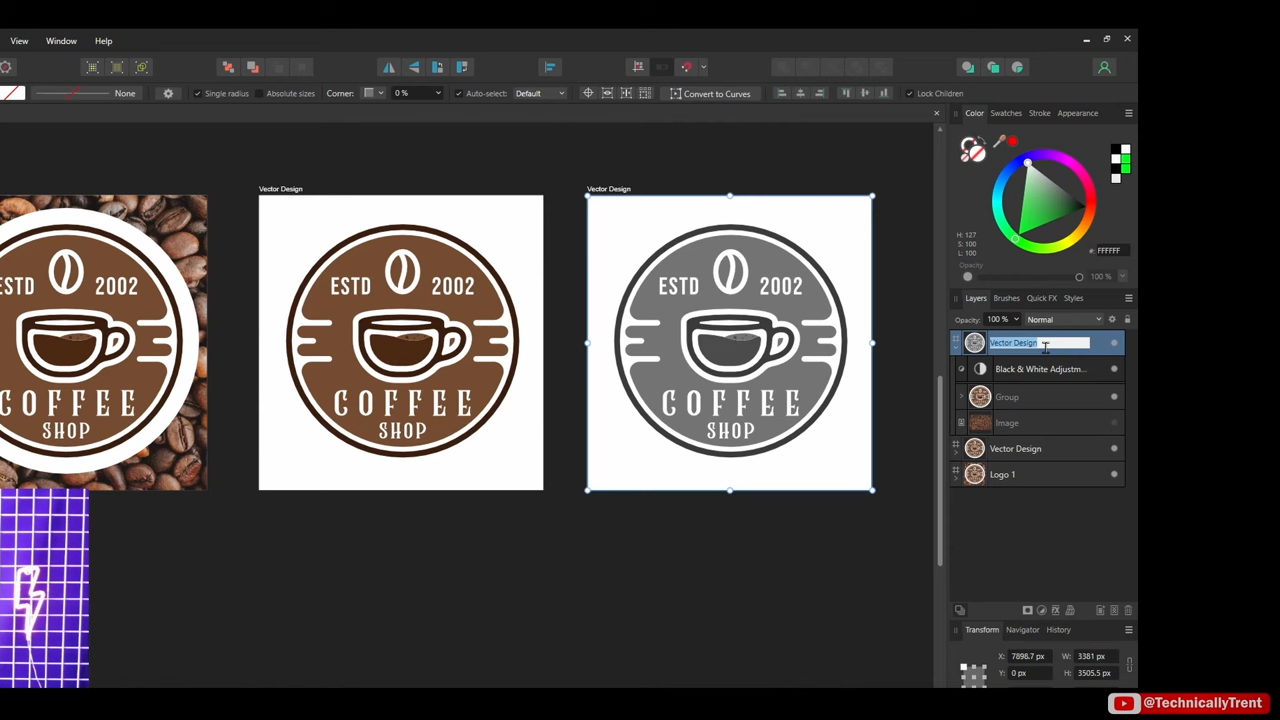 View Window Help
None Single radius Absolute sizes Corner: 0 % Auto-select: Default Convert to Curves Lock Children
Color Swatches Stroke Appearance
H: 127
S: 100
L: 100
#: FFFFFF
Opacity
100 %
Layers Brushes Quick FX Styles
Opacity: 100 % Normal
Vector Design
Black & White Adjustm...
Group
Image
Vector Design
Logo 1
Transform Navigator History
X: 7898.7 px W: 3381 px
Y: 0 px H: 3505.5 px
ESTD 2002
COFFEE
SHOP
Vector Design
ESTD 2002
COFFEE
SHOP
Vector Design
ESTD 2002
COFFEE
SHOP
@TechnicallyTrent